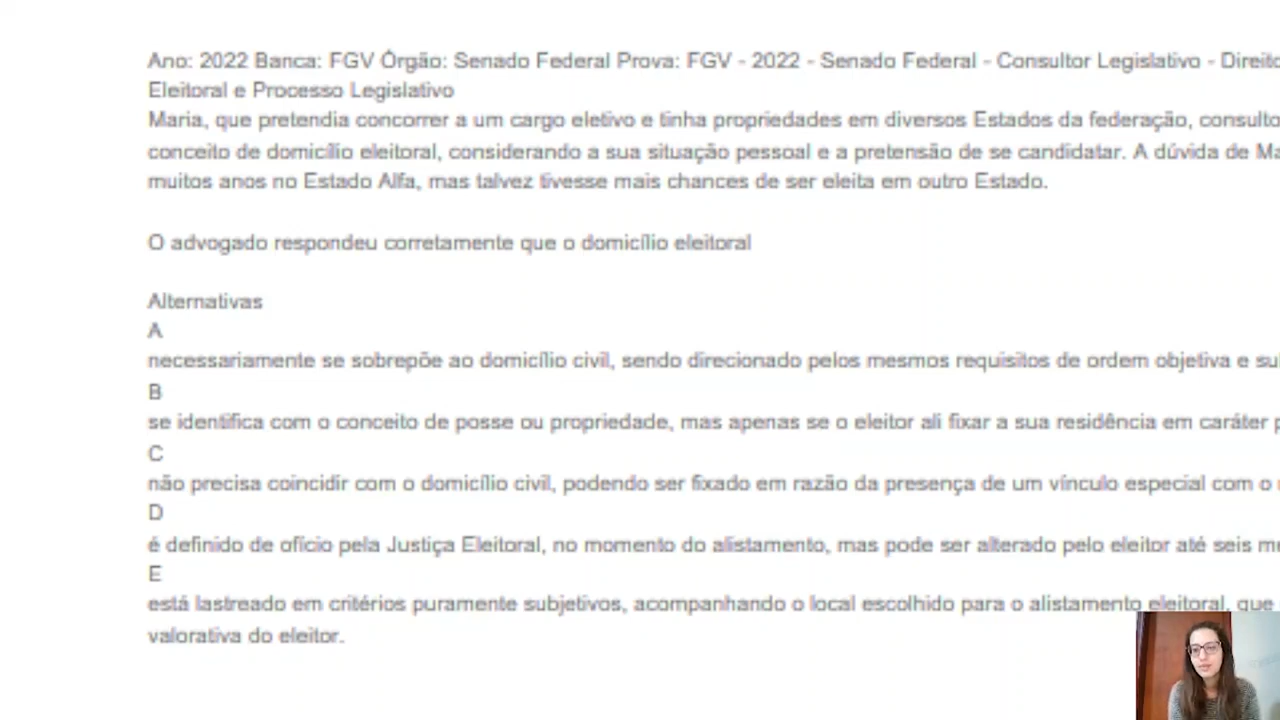 Ano: 2022 Banca: FGV Órgão: Senado Federal Prova: FGV - 2022 - Senado Federal - Consultor Legislativo -
Eleitoral e Processo Legislativo
Maria, que pretendia concorrer a um cargo eletivo e tinha propriedades em diversos Estados da federação,
conceito de domicílio eleitoral, considerando a sua situação pessoal e a pretensão de se candidatar. A dúvida de
muitos anos no Estado Alfa, mas talvez tivesse mais chances de ser eleita em outro Estado.
O advogado respondeu corretamente que o domicílio eleitoral
Alternativas
A
necessariamente se sobrepõe ao domicílio civil, sendo direcionado pelos mesmos requisitos de ordem objetiva e
B
se identifica com o conceito de posse ou propriedade, mas apenas se o eleitor ali fixar a sua residência em caráter
C
não precisa coincidir com o domicílio civil, podendo ser fixado em razão da presença de um vínculo especial com o
D
é definido de ofício pela Justiça Eleitoral, no momento do alistamento, mas pode ser alterado pelo eleitor até seis
E
está lastreado em critérios puramente subjetivos, acompanhando o local escolhido para o alistamento eleitoral, que
valorativa do eleitor.